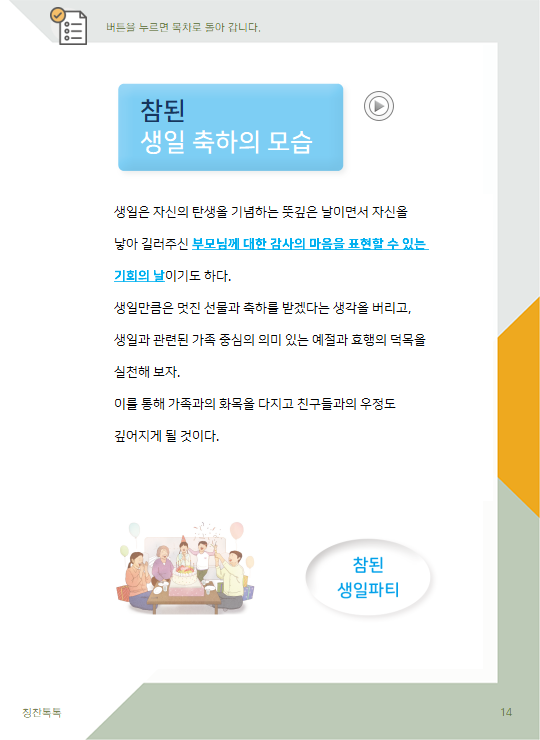 버튼을 누르면 목차로 돌아 갑니다.
참된
생일 축하의 모습
생일은 자신의 탄생을 기념하는 뜻깊은 날이면서 자신을
낳아 길러주신 부모님께 대한 감사의 마음을 표현할 수 있는
기회의 날이기도 하다.
생일만큼은 멋진 선물과 축하를 받겠다는 생각을 버리고,
생일과 관련된 가족 중심의 의미 있는 예절과 효행의 덕목을
실천해 보자.
이를 통해 가족과의 화목을 다지고 친구들과의 우정도
깊어지게 될 것이다.
참된
생일파티
칭찬톡톡
14